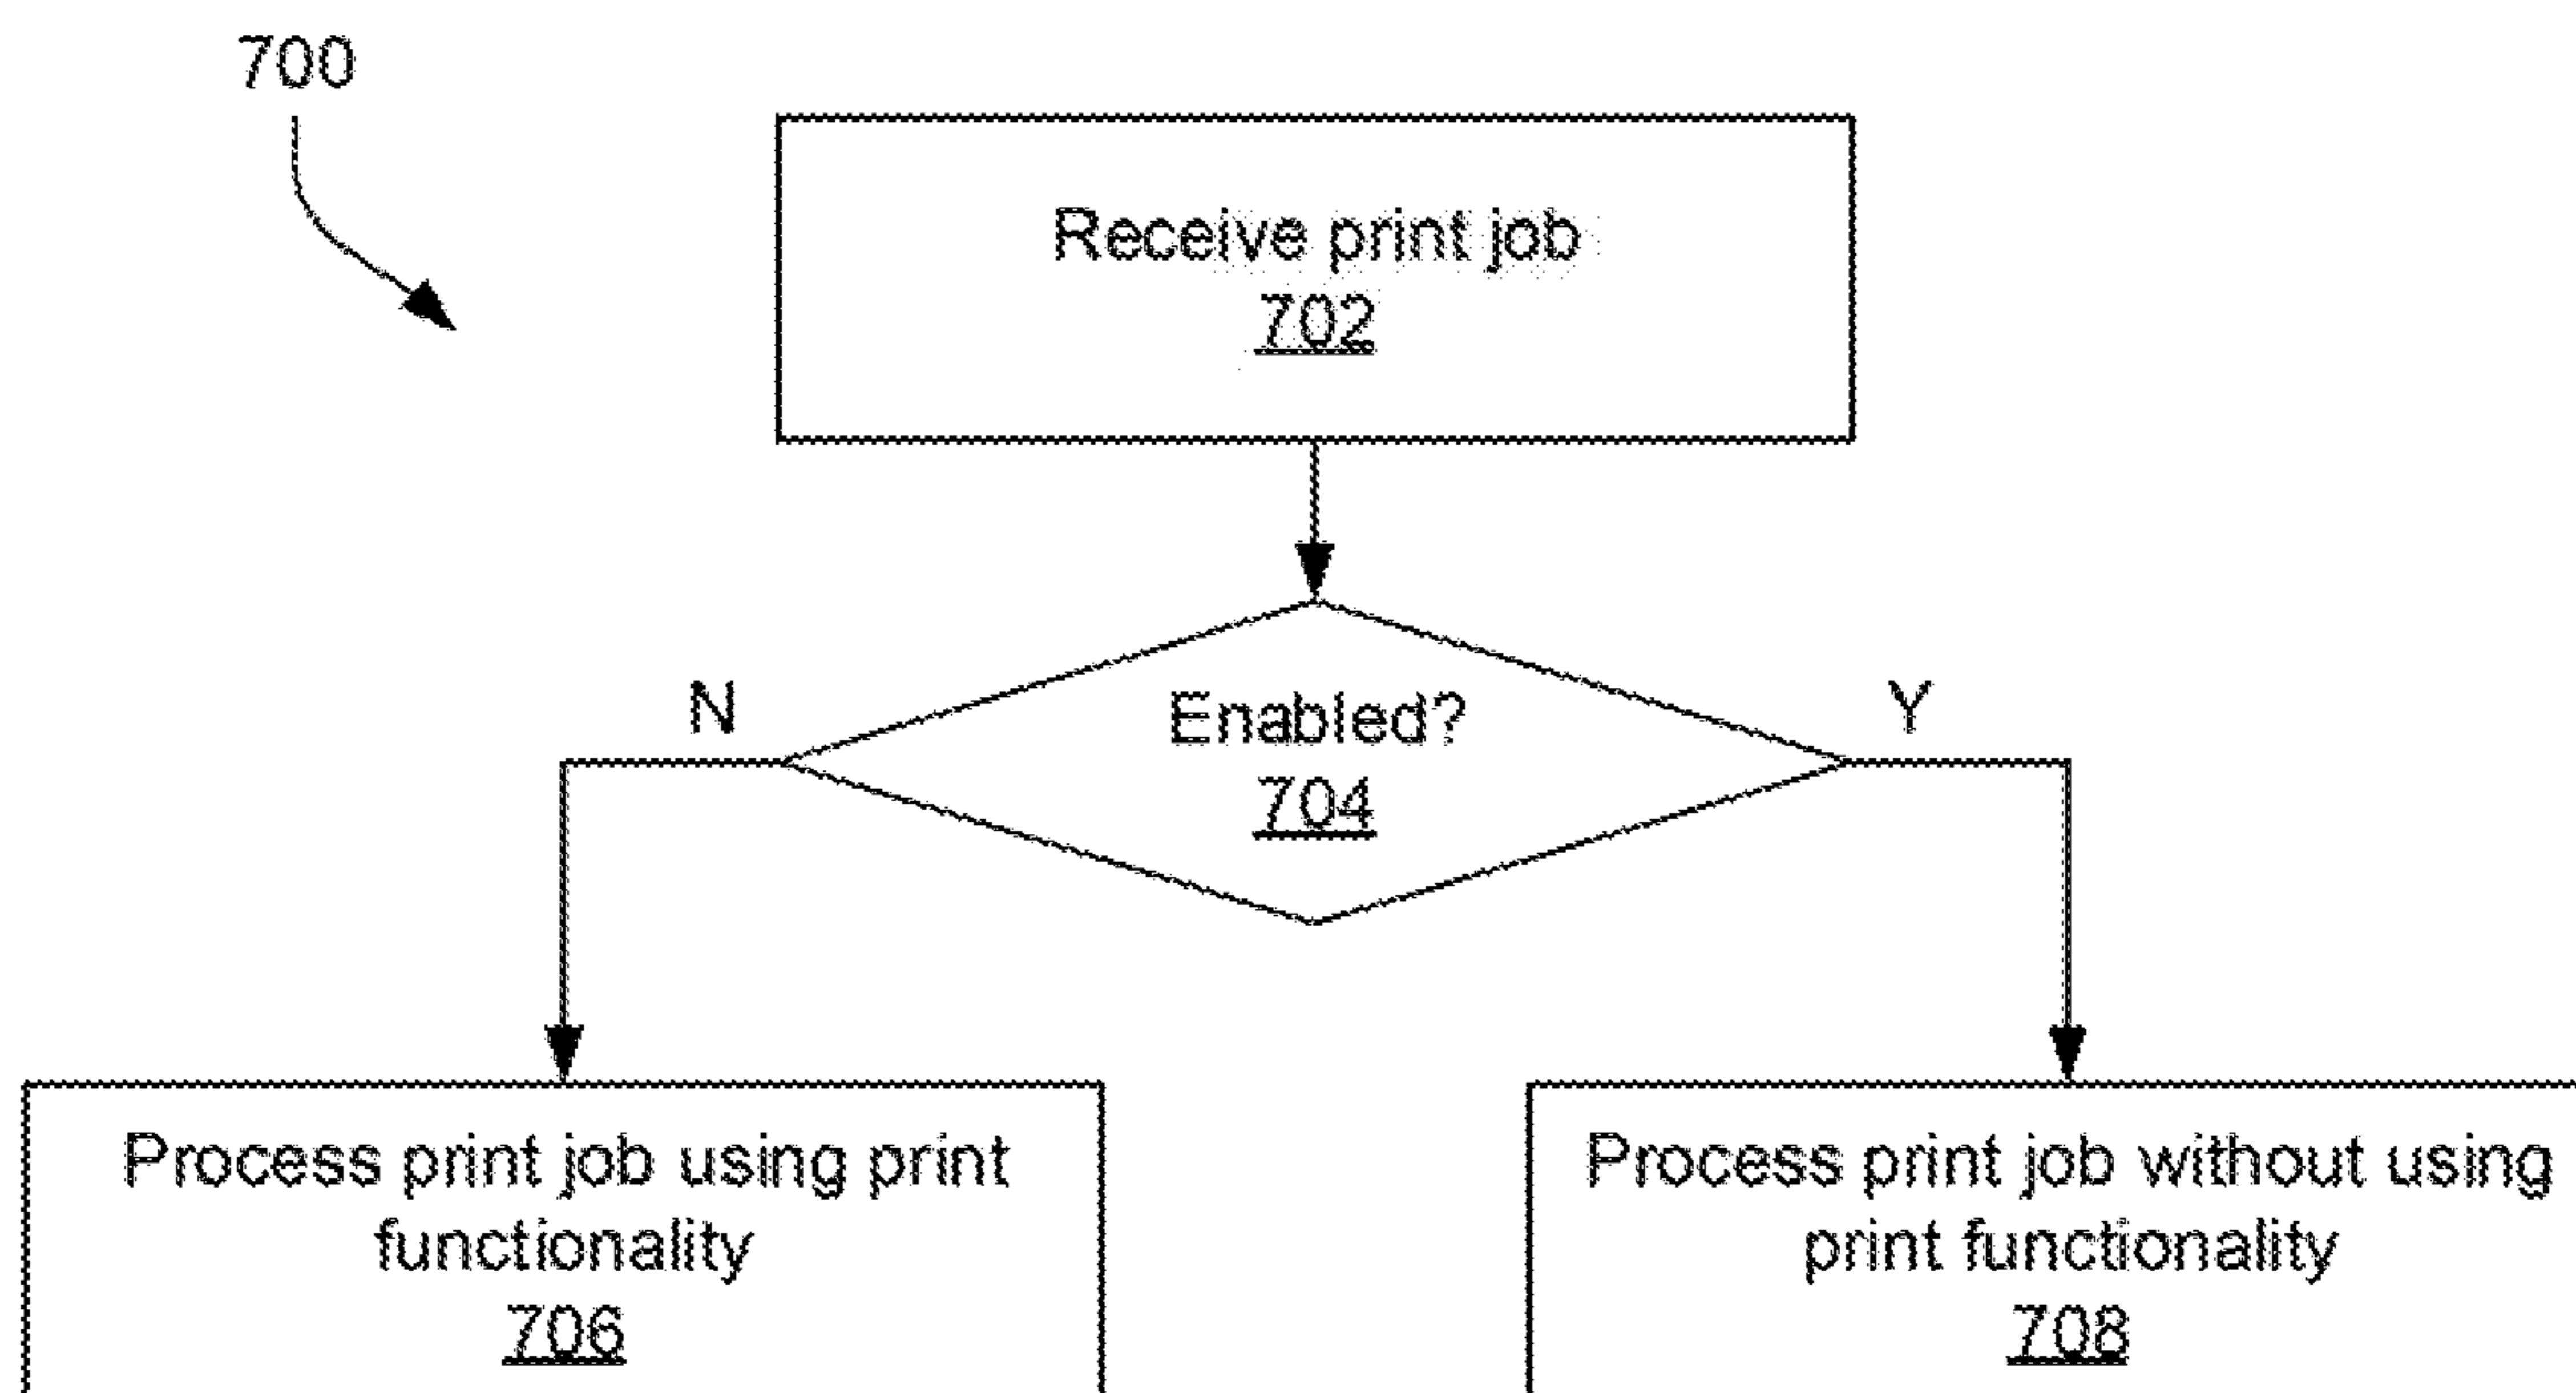 700
Receive print job
702
Enabled?
704
N
Y
Process print job using print
functionality
706
Process print job without using
print functionality
708